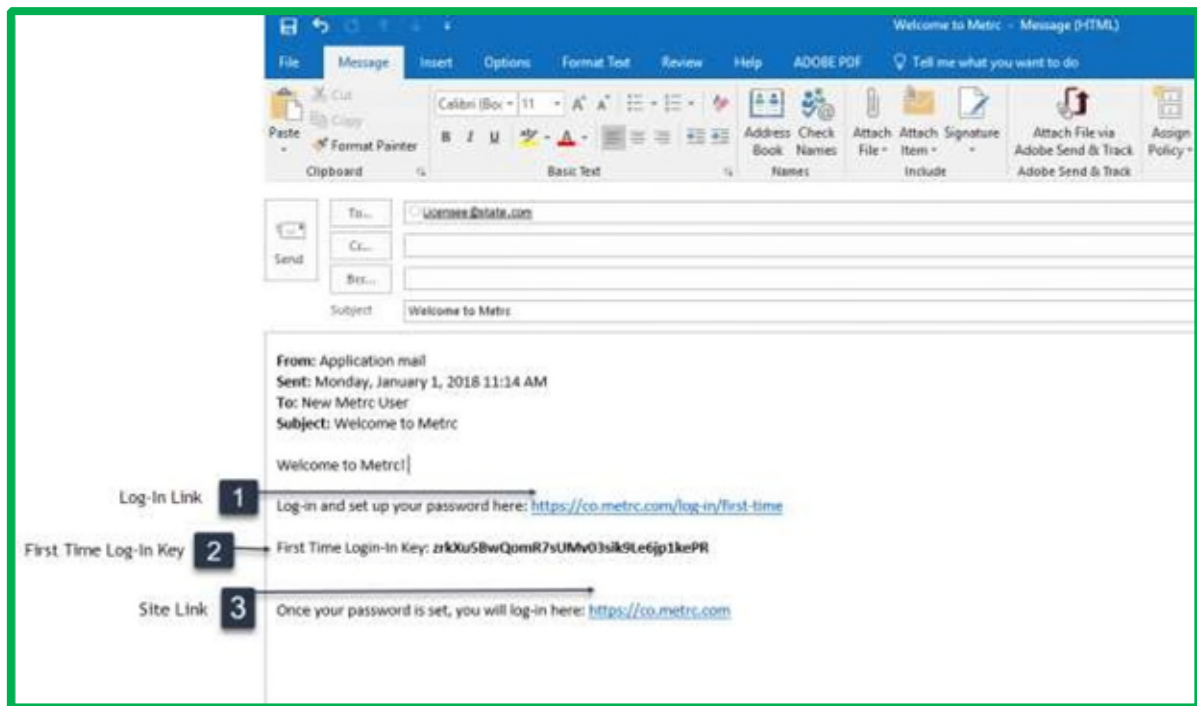 Welcome to Metrc - Message (HTML)
File Message Insert Options Format Text Review Help ADOBE PDF Tell me what you want to do
Cut
Copy
Paste
Format Painter
Calibri (Boc 11
B I U
Address Book
Check Names
Attach File
Attach Item
Signature
Attach File via Adobe Send & Track
Assign Policy
Clipboard Basic Text Names Include Adobe Send & Track
To... Licensee@state.com
Cc...
Send
Bcc...
Subject Welcome to Metrc
From: Application mail
Sent: Monday, January 1, 2018 11:14 AM
To: New Metrc User
Subject: Welcome to Metrc
Welcome to Metrc!
Log-In Link 1
Log-in and set up your password here: https://co.metrc.com/log-in/first-time
First Time Log-In Key 2
First Time Login-In Key: zrkXu5BwQomR7sUMv03sik9Le6jp1kePR
Site Link 3
Once your password is set, you will log-in here: https://co.metrc.com